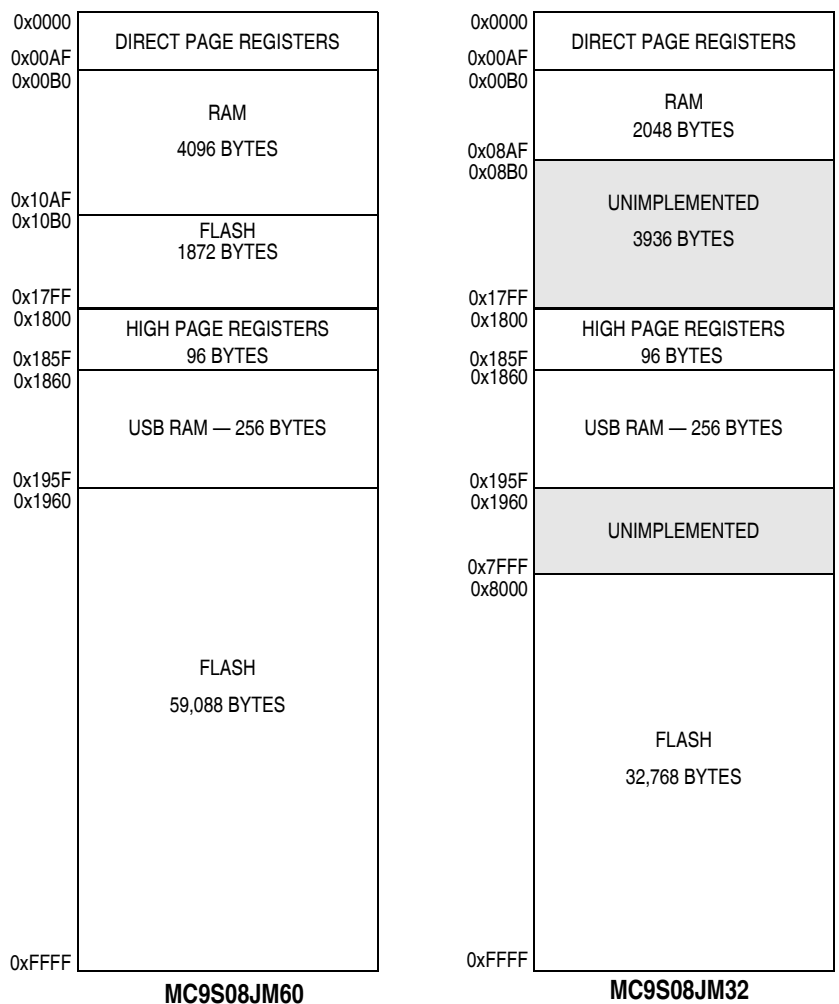 0x0000
DIRECT PAGE REGISTERS
0x00AF
0x00B0
RAM
4096 BYTES
0x10AF
0x10B0
FLASH
1872 BYTES
0x17FF
0x1800
HIGH PAGE REGISTERS
96 BYTES
0x185F
0x1860
USB RAM — 256 BYTES
0x195F
0x1960
FLASH
59,088 BYTES
0xFFFF
MC9S08JM60
0x0000
DIRECT PAGE REGISTERS
0x00AF
0x00B0
RAM
2048 BYTES
0x08AF
0x08B0
UNIMPLEMENTED
3936 BYTES
0x17FF
0x1800
HIGH PAGE REGISTERS
96 BYTES
0x185F
0x1860
USB RAM — 256 BYTES
0x195F
0x1960
UNIMPLEMENTED
0x7FFF
0x8000
FLASH
32,768 BYTES
0xFFFF
MC9S08JM32